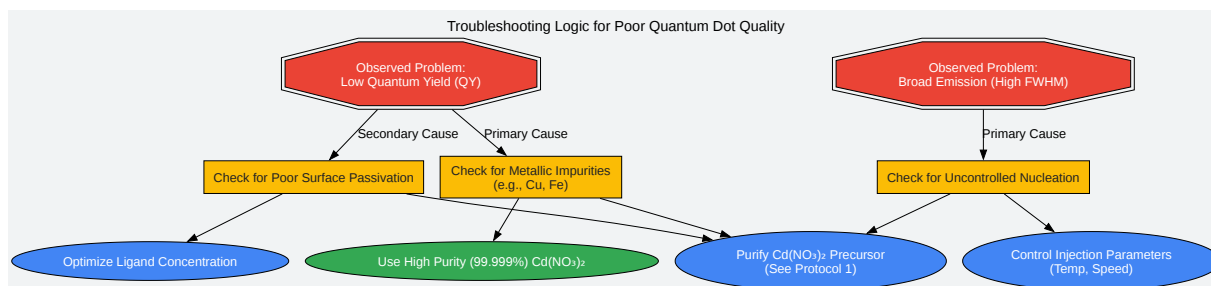 Troubleshooting Logic for Poor Quantum Dot Quality
Observed Problem:
Low Quantum Yield (QY)
Observed Problem:
Broad Emission (High FWHM)
Secondary Cause
Primary Cause
Primary Cause
Check for Poor Surface Passivation
Check for Metallic Impurities
(e.g., Cu, Fe)
Check for Uncontrolled Nucleation
Optimize Ligand Concentration
Use High Purity (99.999%) Cd(NO₃)₂
Purify Cd(NO₃)₂ Precursor
(See Protocol 1)
Control Injection Parameters
(Temp, Speed)